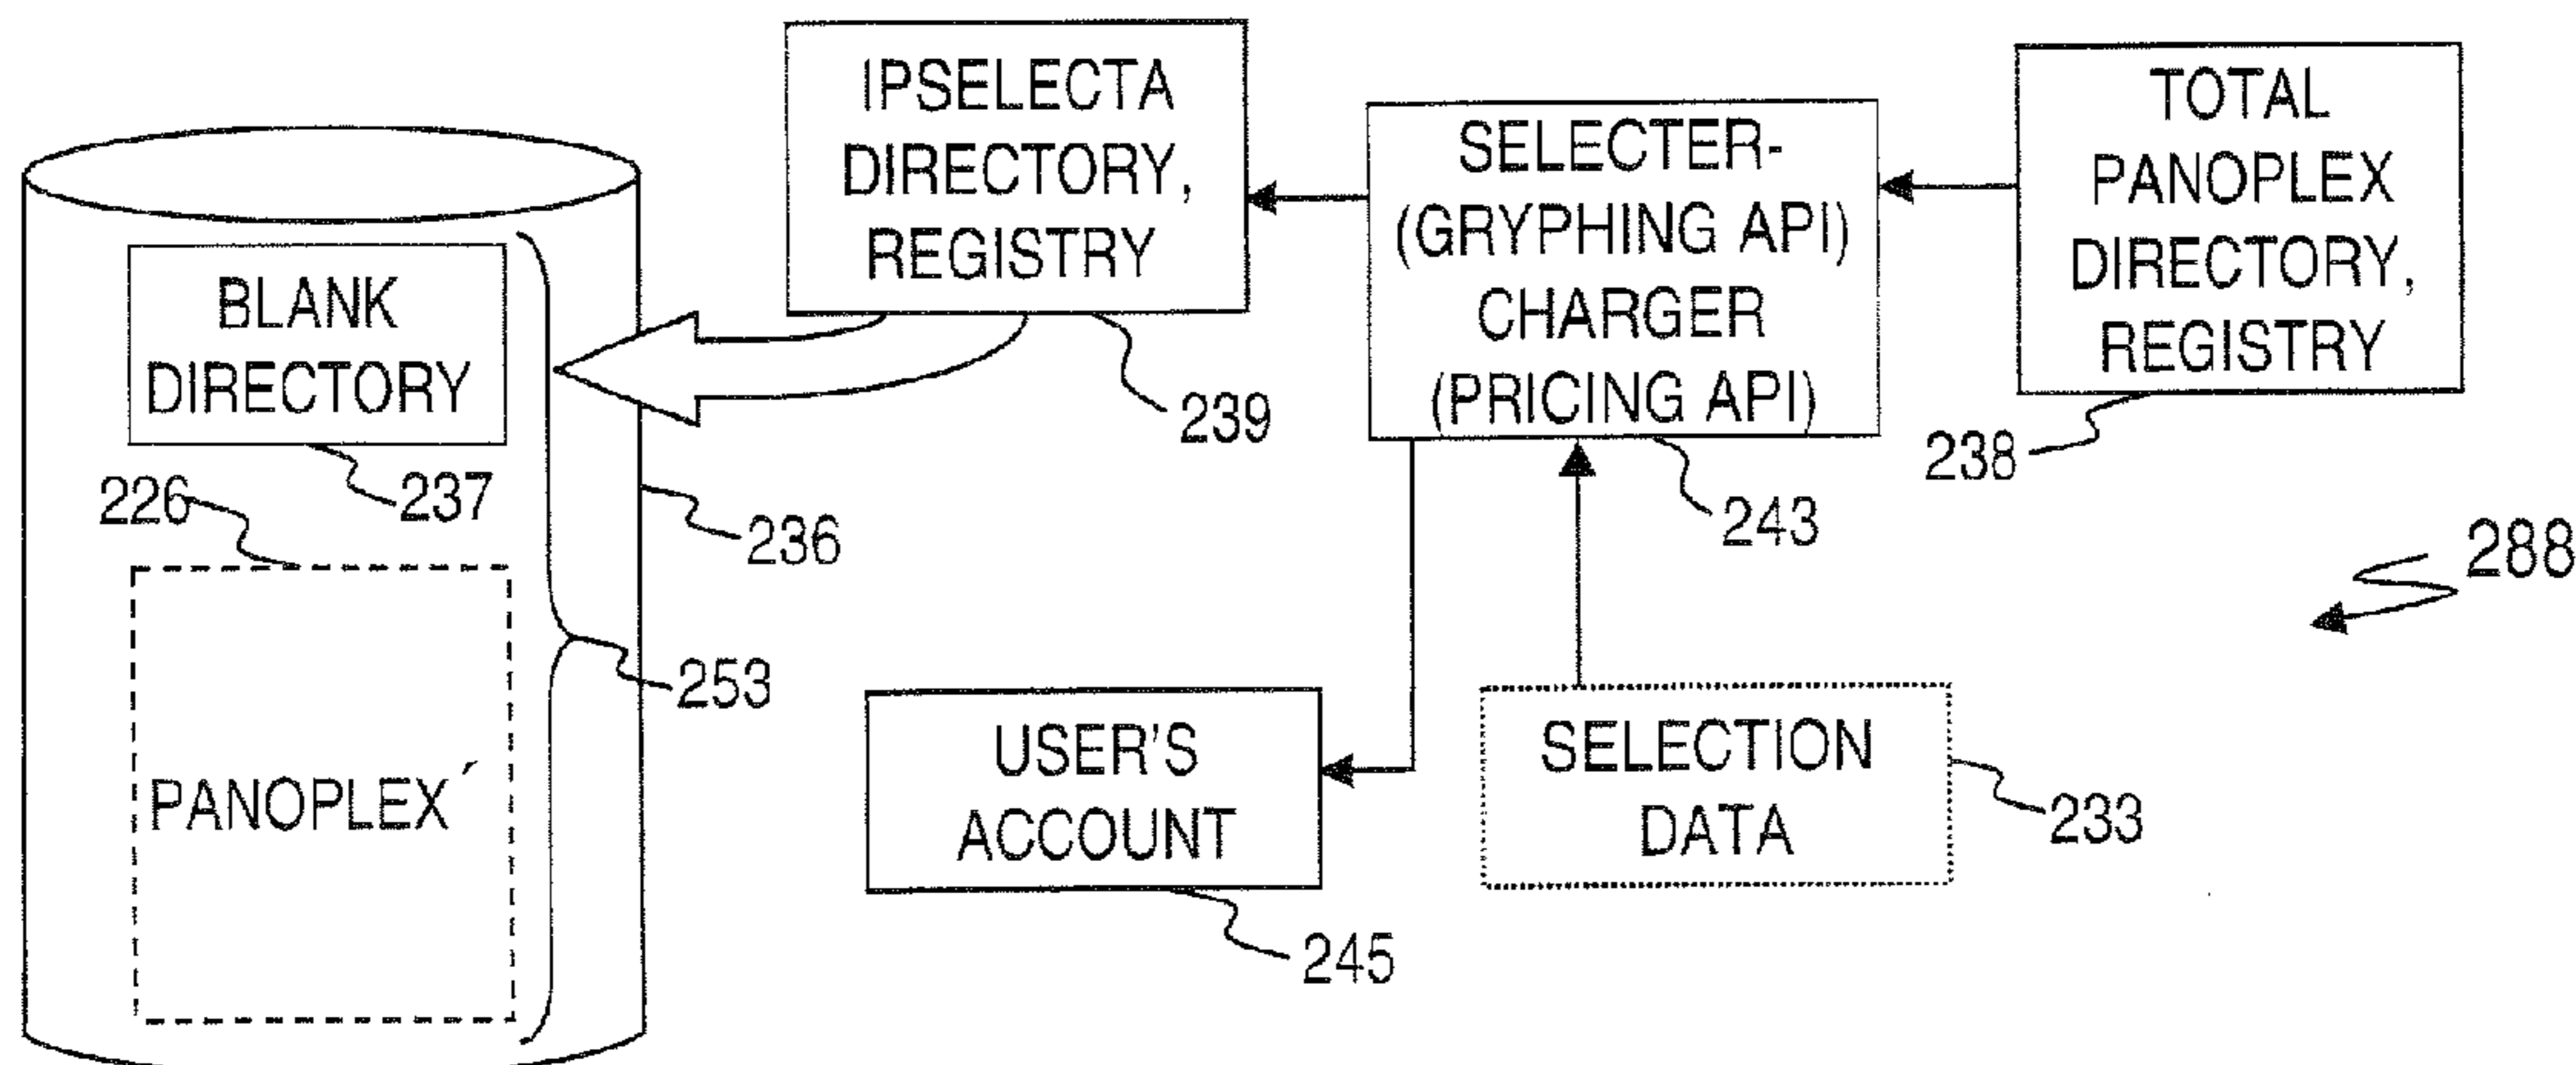 IPSELECTA
DIRECTORY,
REGISTRY
239
SELECTER-
(GRYPHING API)
CHARGER
(PRICING API)
243
TOTAL
PANOPLEX
DIRECTORY,
REGISTRY
238
BLANK
DIRECTORY
237
226
236
PANOPLEX´
253
USER'S
ACCOUNT
245
SELECTION
DATA
233
288